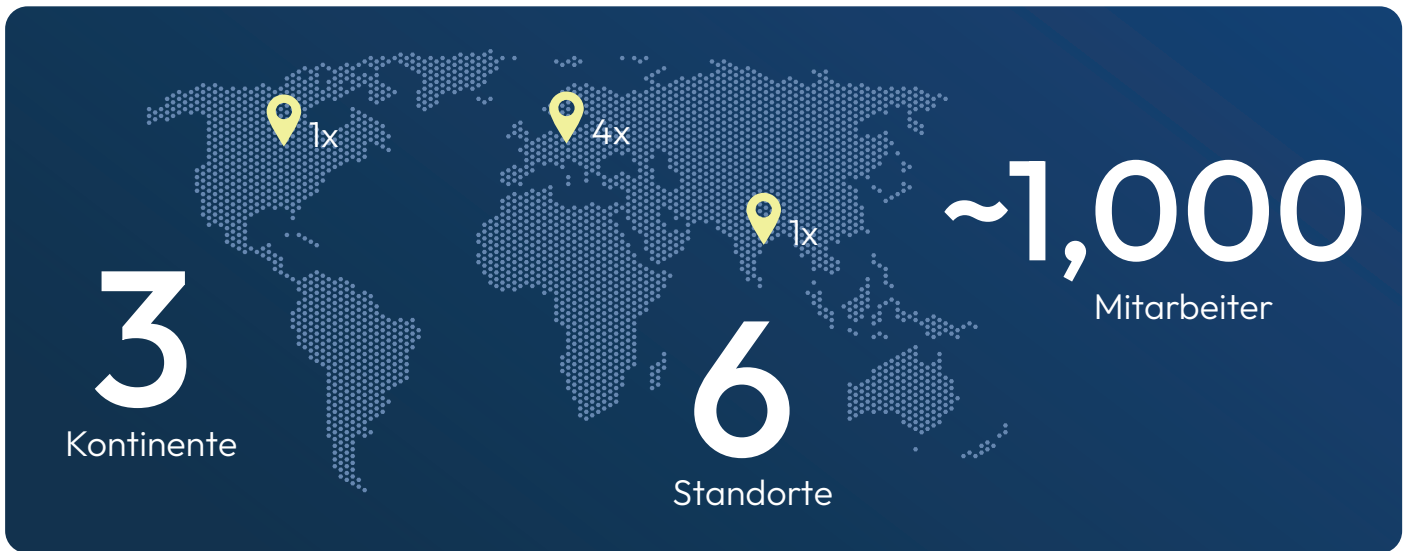 1x
4x
1x
~1,000
Mitarbeiter
3
Kontinente
6
Standorte